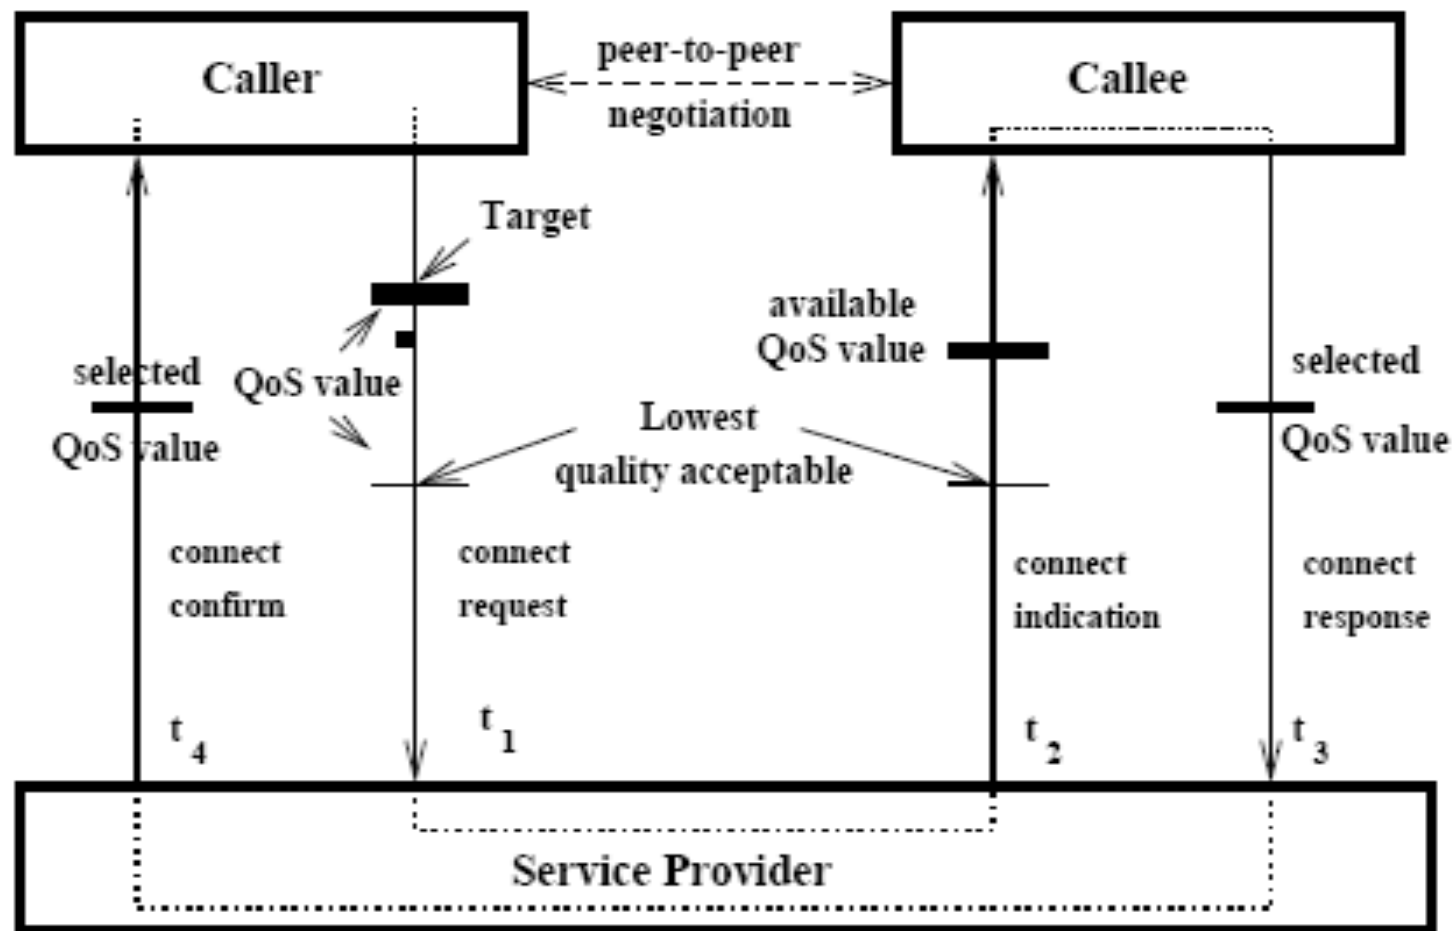 Caller
peer-to-peer
negotiation
Callee
Target
selected
QoS value
QoS value
available
QoS value
Lowest
quality acceptable
selected
QoS value
connect
confirm
connect
request
connect
indication
connect
response
t4
t1
t2
t3
Service Provider